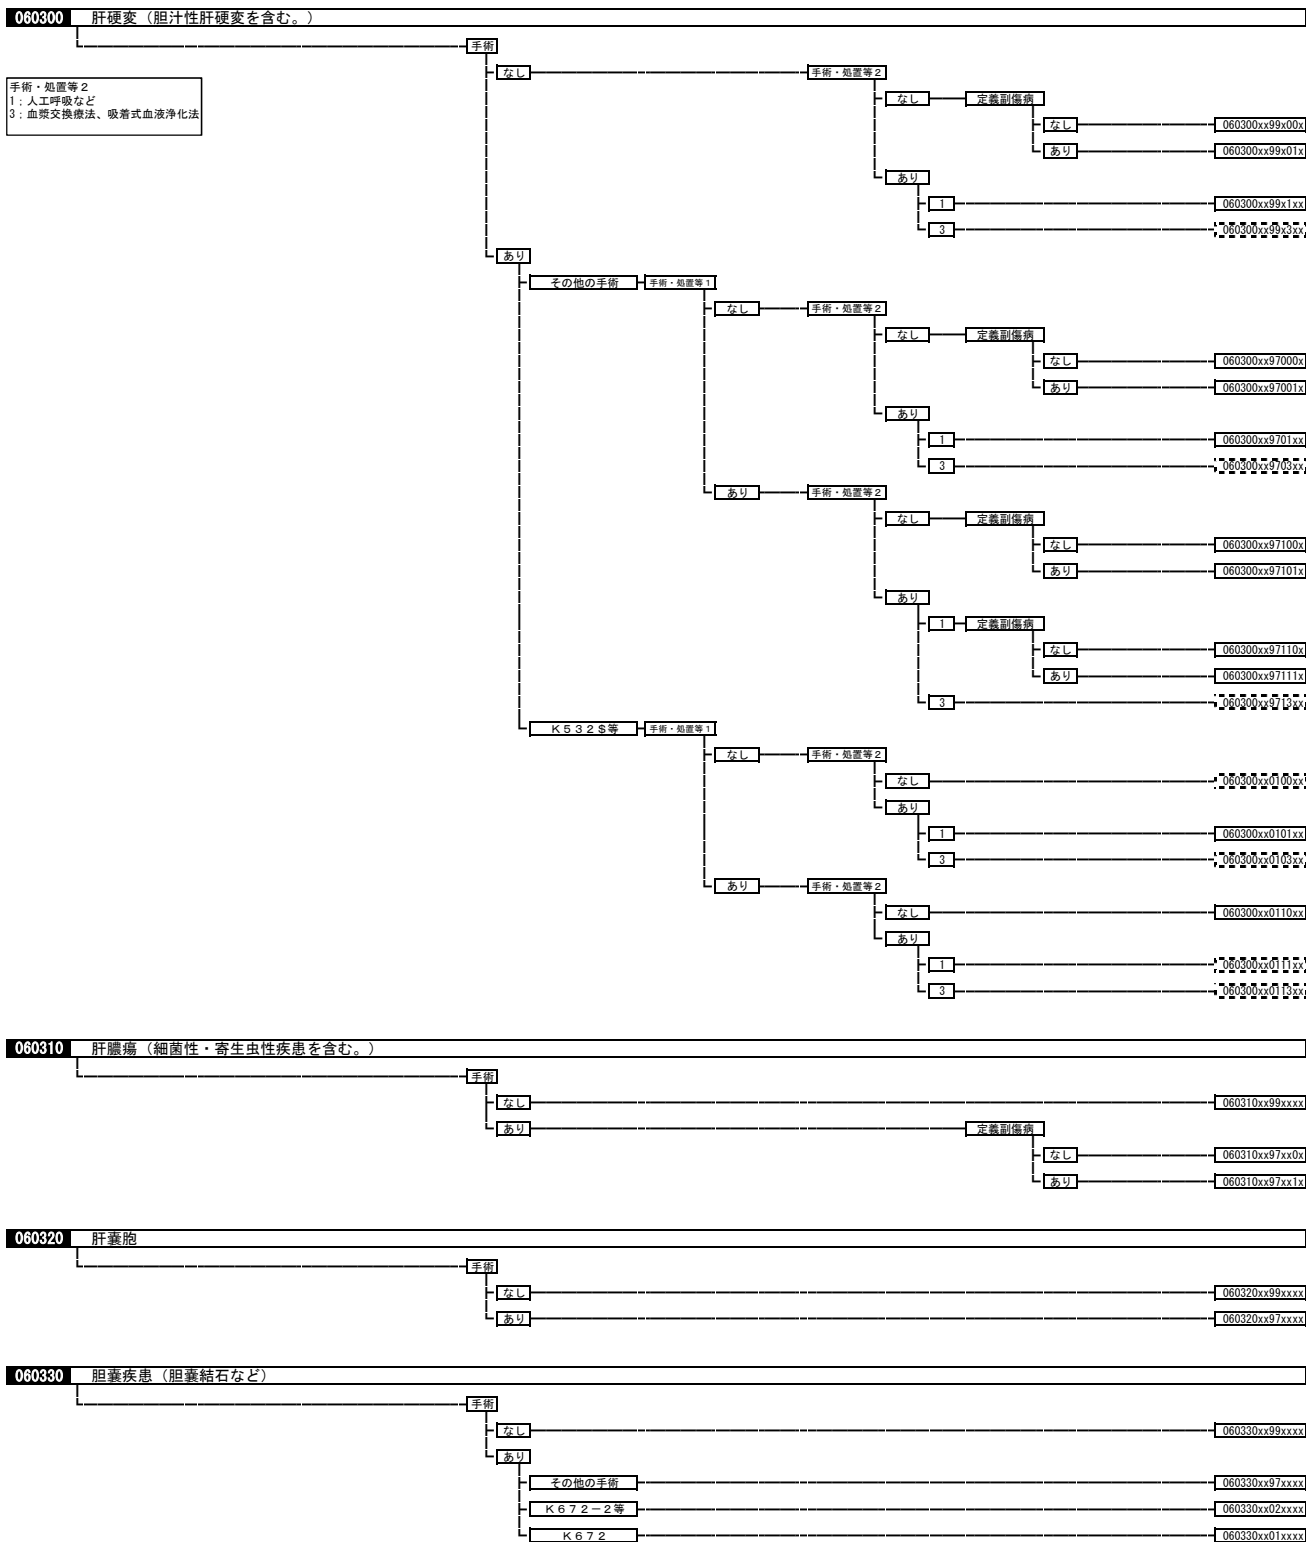 060300 肝硬変（胆汁性肝硬変を含む。）
手術
なし 手術・処置等２
手術・処置等２
１：人工呼吸など
３：血漿交換療法、吸着式血液浄化法
なし 定義副傷病
なし 060300xx99x00x
あり 060300xx99x01x
あり
1 060300xx99x1xx
3 060300xx99x3xx
あり
その他の手術 手術・処置等１
なし 手術・処置等２
なし 定義副傷病
なし 060300xx97000x
あり 060300xx97001x
あり
1 060300xx9701xx
3 060300xx9703xx
あり 手術・処置等２
なし 定義副傷病
なし 060300xx97100x
あり 060300xx97101x
あり
1 定義副傷病
なし 060300xx97110x
あり 060300xx97111x
3 060300xx9713xx
Ｋ５３２＄等 手術・処置等１
なし 手術・処置等２
なし 060300xx0100xx
あり
1 060300xx0101xx
3 060300xx0103xx
あり 手術・処置等２
なし 060300xx0110xx
あり
1 060300xx0111xx
3 060300xx0113xx
060310 肝膿瘍（細菌性・寄生虫性疾患を含む。）
手術
なし 060310xx99xxxx
あり 定義副傷病
なし 060310xx97xx0x
あり 060310xx97xx1x
060320 肝嚢胞
手術
なし 060320xx99xxxx
あり 060320xx97xxxx
060330 胆嚢疾患（胆嚢結石など）
手術
なし 060330xx99xxxx
あり
その他の手術 060330xx97xxxx
Ｋ６７２－２等 060330xx02xxxx
Ｋ６７２ 060330xx01xxxx